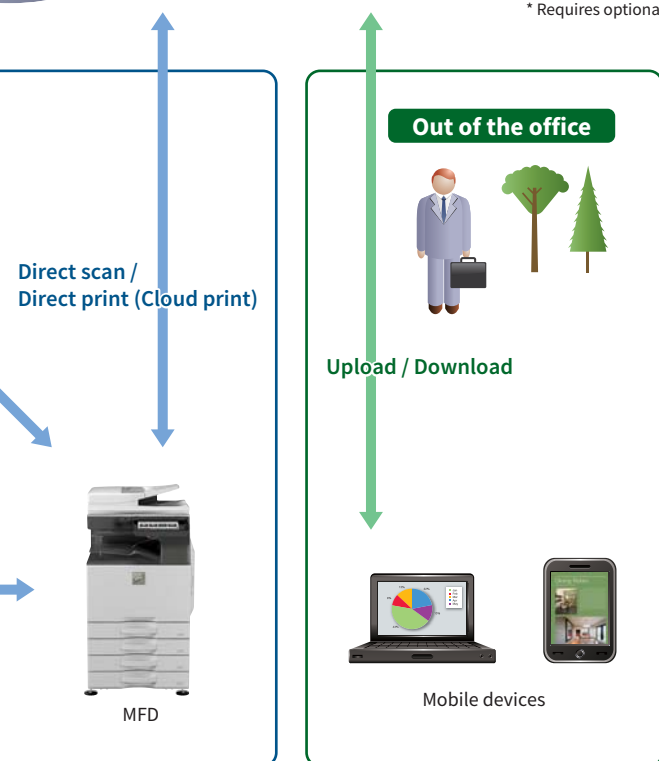 * Requires optiona
Out of the office
Direct scan /
Direct print (Cloud print)
Upload / Download
MFD
Mobile devices